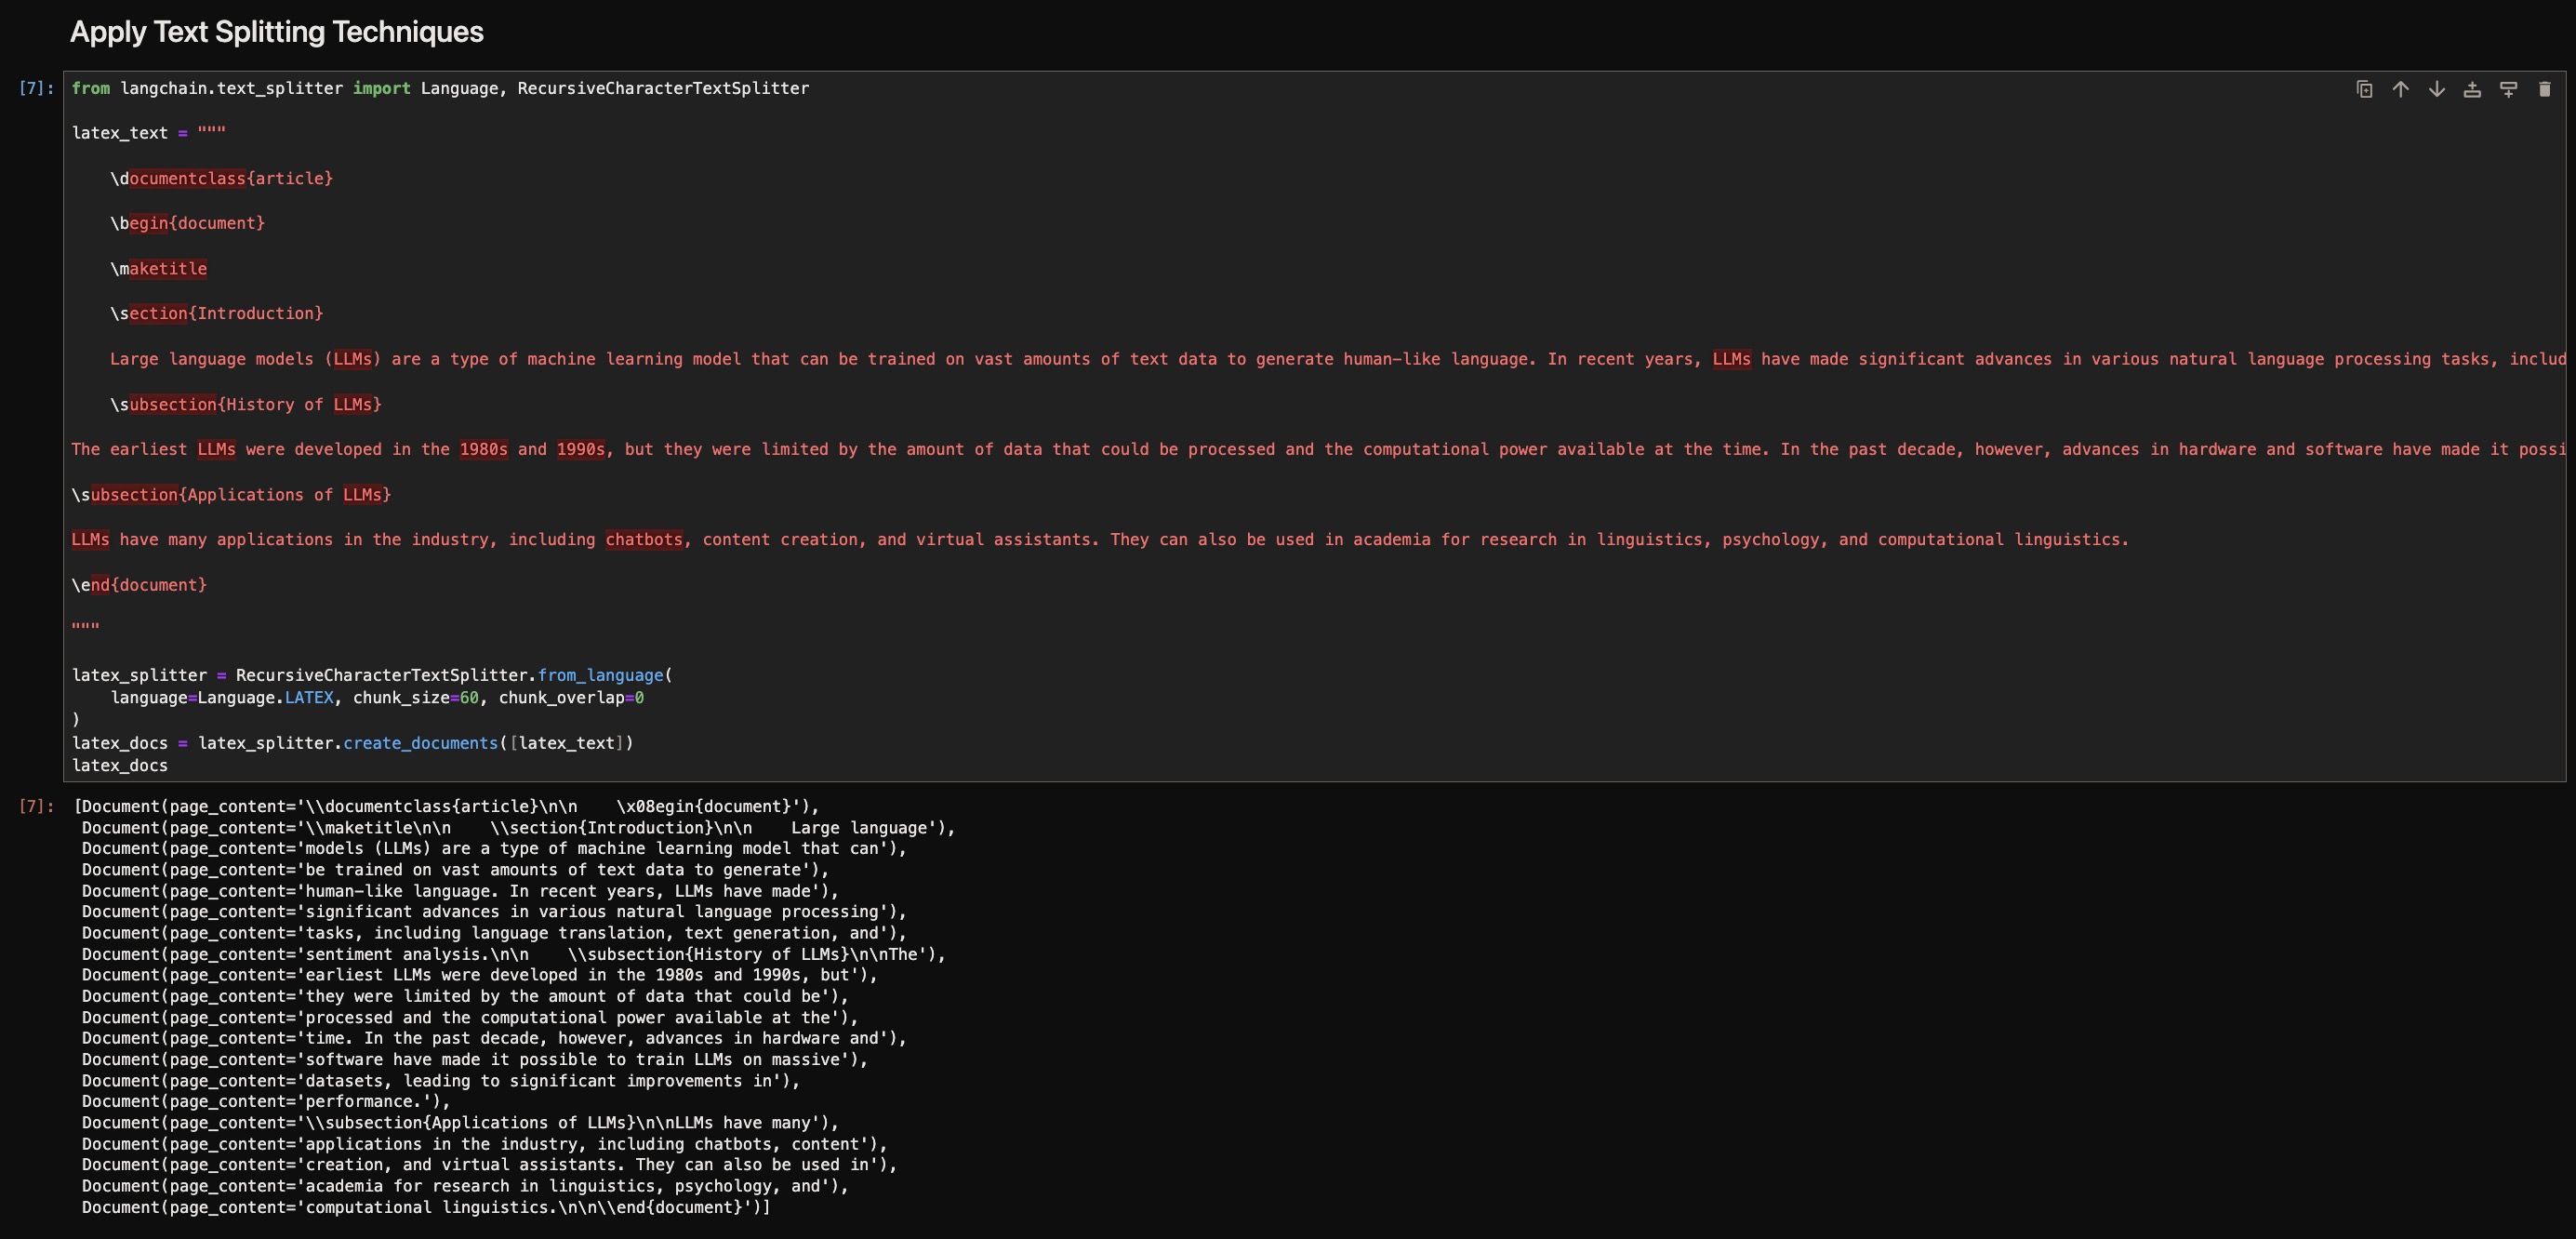 Apply Text Splitting Techniques
[7]: from langchain.text_splitter import Language, RecursiveCharacterTextSplitter
latex_text = """
    \documentclass{article}
    \begin{document}
    \maketitle
    \section{Introduction}
    Large language models (LLMs) are a type of machine learning model that can be trained on vast amounts of text data to generate human-like language. In recent years, LLMs have made significant advances in various natural language processing tasks, includ
    \subsection{History of LLMs}
The earliest LLMs were developed in the 1980s and 1990s, but they were limited by the amount of data that could be processed and the computational power available at the time. In the past decade, however, advances in hardware and software have made it possi
\subsection{Applications of LLMs}
LLMs have many applications in the industry, including chatbots, content creation, and virtual assistants. They can also be used in academia for research in linguistics, psychology, and computational linguistics.
\end{document}
"""
latex_splitter = RecursiveCharacterTextSplitter.from_language(
    language=Language.LATEX, chunk_size=60, chunk_overlap=0
)
latex_docs = latex_splitter.create_documents([latex_text])
latex_docs
[7]: [Document(page_content='\\documentclass{article}\n\n    \x08egin{document}'),
 Document(page_content='\\maketitle\n\n    \\section{Introduction}\n\n    Large language'),
 Document(page_content='models (LLMs) are a type of machine learning model that can'),
 Document(page_content='be trained on vast amounts of text data to generate'),
 Document(page_content='human-like language. In recent years, LLMs have made'),
 Document(page_content='significant advances in various natural language processing'),
 Document(page_content='tasks, including language translation, text generation, and'),
 Document(page_content='sentiment analysis.\n\n    \\subsection{History of LLMs}\n\nThe'),
 Document(page_content='earliest LLMs were developed in the 1980s and 1990s, but'),
 Document(page_content='they were limited by the amount of data that could be'),
 Document(page_content='processed and the computational power available at the'),
 Document(page_content='time. In the past decade, however, advances in hardware and'),
 Document(page_content='software have made it possible to train LLMs on massive'),
 Document(page_content='datasets, leading to significant improvements in'),
 Document(page_content='performance.'),
 Document(page_content='\\subsection{Applications of LLMs}\n\nLLMs have many'),
 Document(page_content='applications in the industry, including chatbots, content'),
 Document(page_content='creation, and virtual assistants. They can also be used in'),
 Document(page_content='academia for research in linguistics, psychology, and'),
 Document(page_content='computational linguistics.\n\n\\end{document}')]